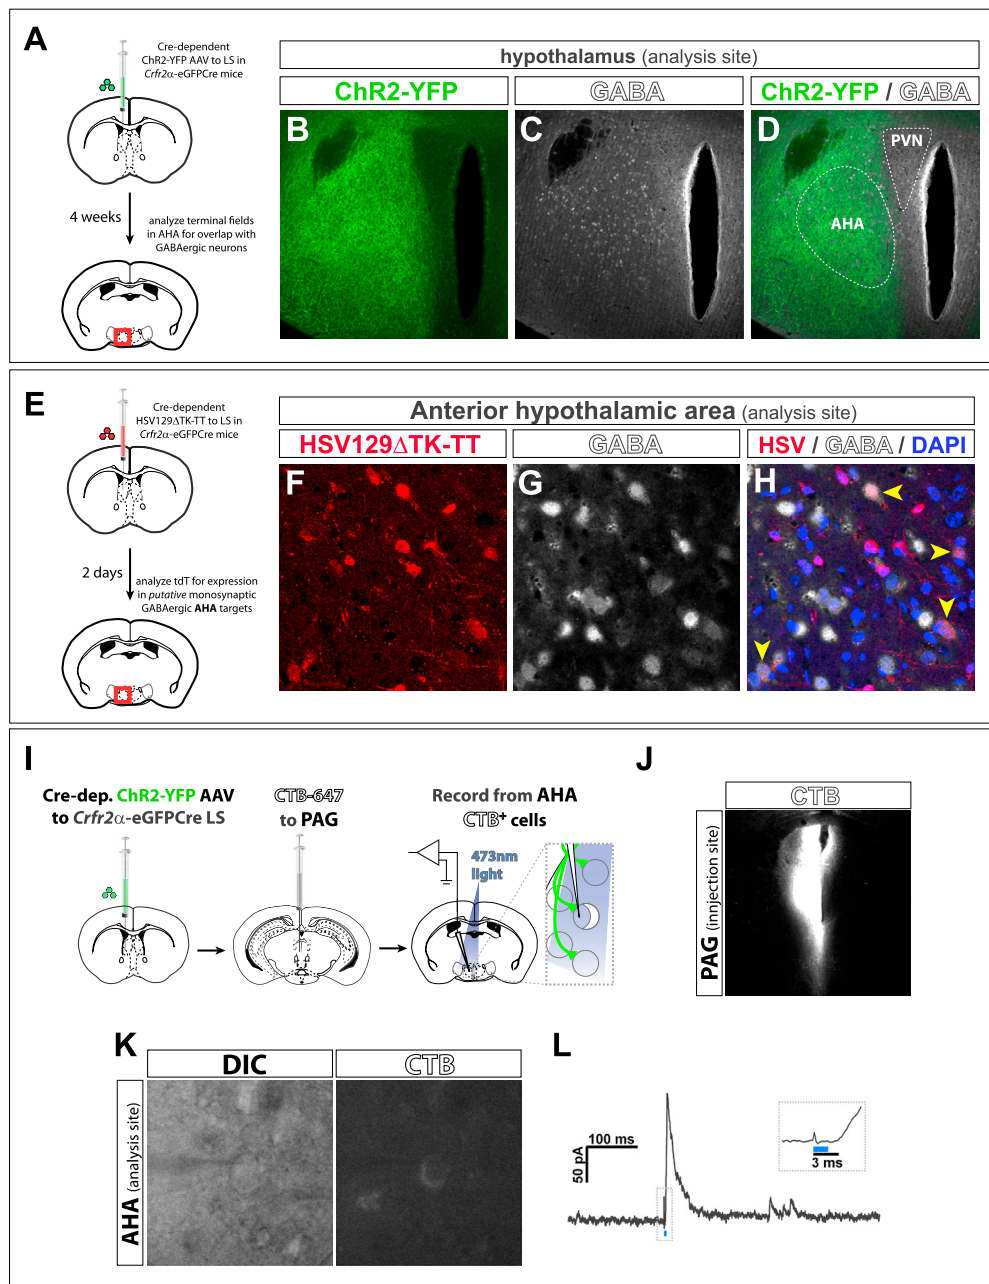 A
Cre-dependent
ChR2-YFP AAV to LS in
Crfr2α-eGFPCre mice
4 weeks
analyze terminal fields
in AHA for overlap with
GABAergic neurons
hypothalamus (analysis site)
ChR2-YFP
GABA
ChR2-YFP / GABA
B
C
D
PVN
AHA
E
Cre-dependent
HSV129ΔTK-TT to LS in
Crfr2α-eGFPCre mice
2 days
analyze tdT for expression
in putative monosynaptic
GABAergic AHA targets
Anterior hypothalamic area (analysis site)
HSV129ΔTK-TT
GABA
HSV / GABA / DAPI
F
G
H
I
Cre-dep. ChR2-YFP AAV
to Crfr2α-eGFPCre LS
CTB-647
to PAG
Record from AHA
CTB+ cells
473nm
light
J
CTB
PAG (innjection site)
K
DIC
CTB
AHA (analysis site)
L
100 ms
50 pA
3 ms